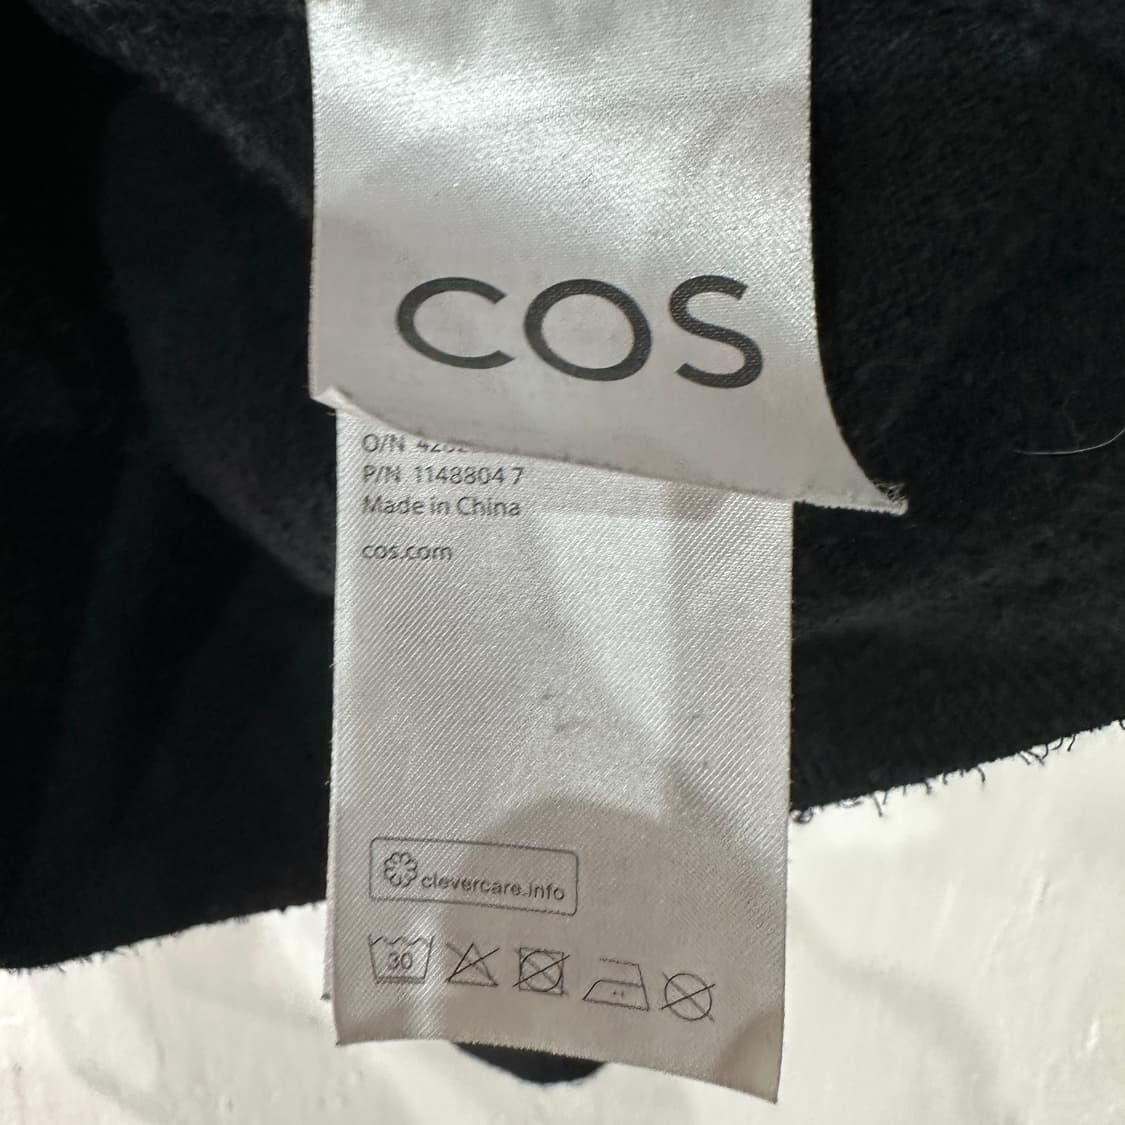 COS
O/N
P/N 1148804 7
Made in China
cos.com
clevercare.info
30